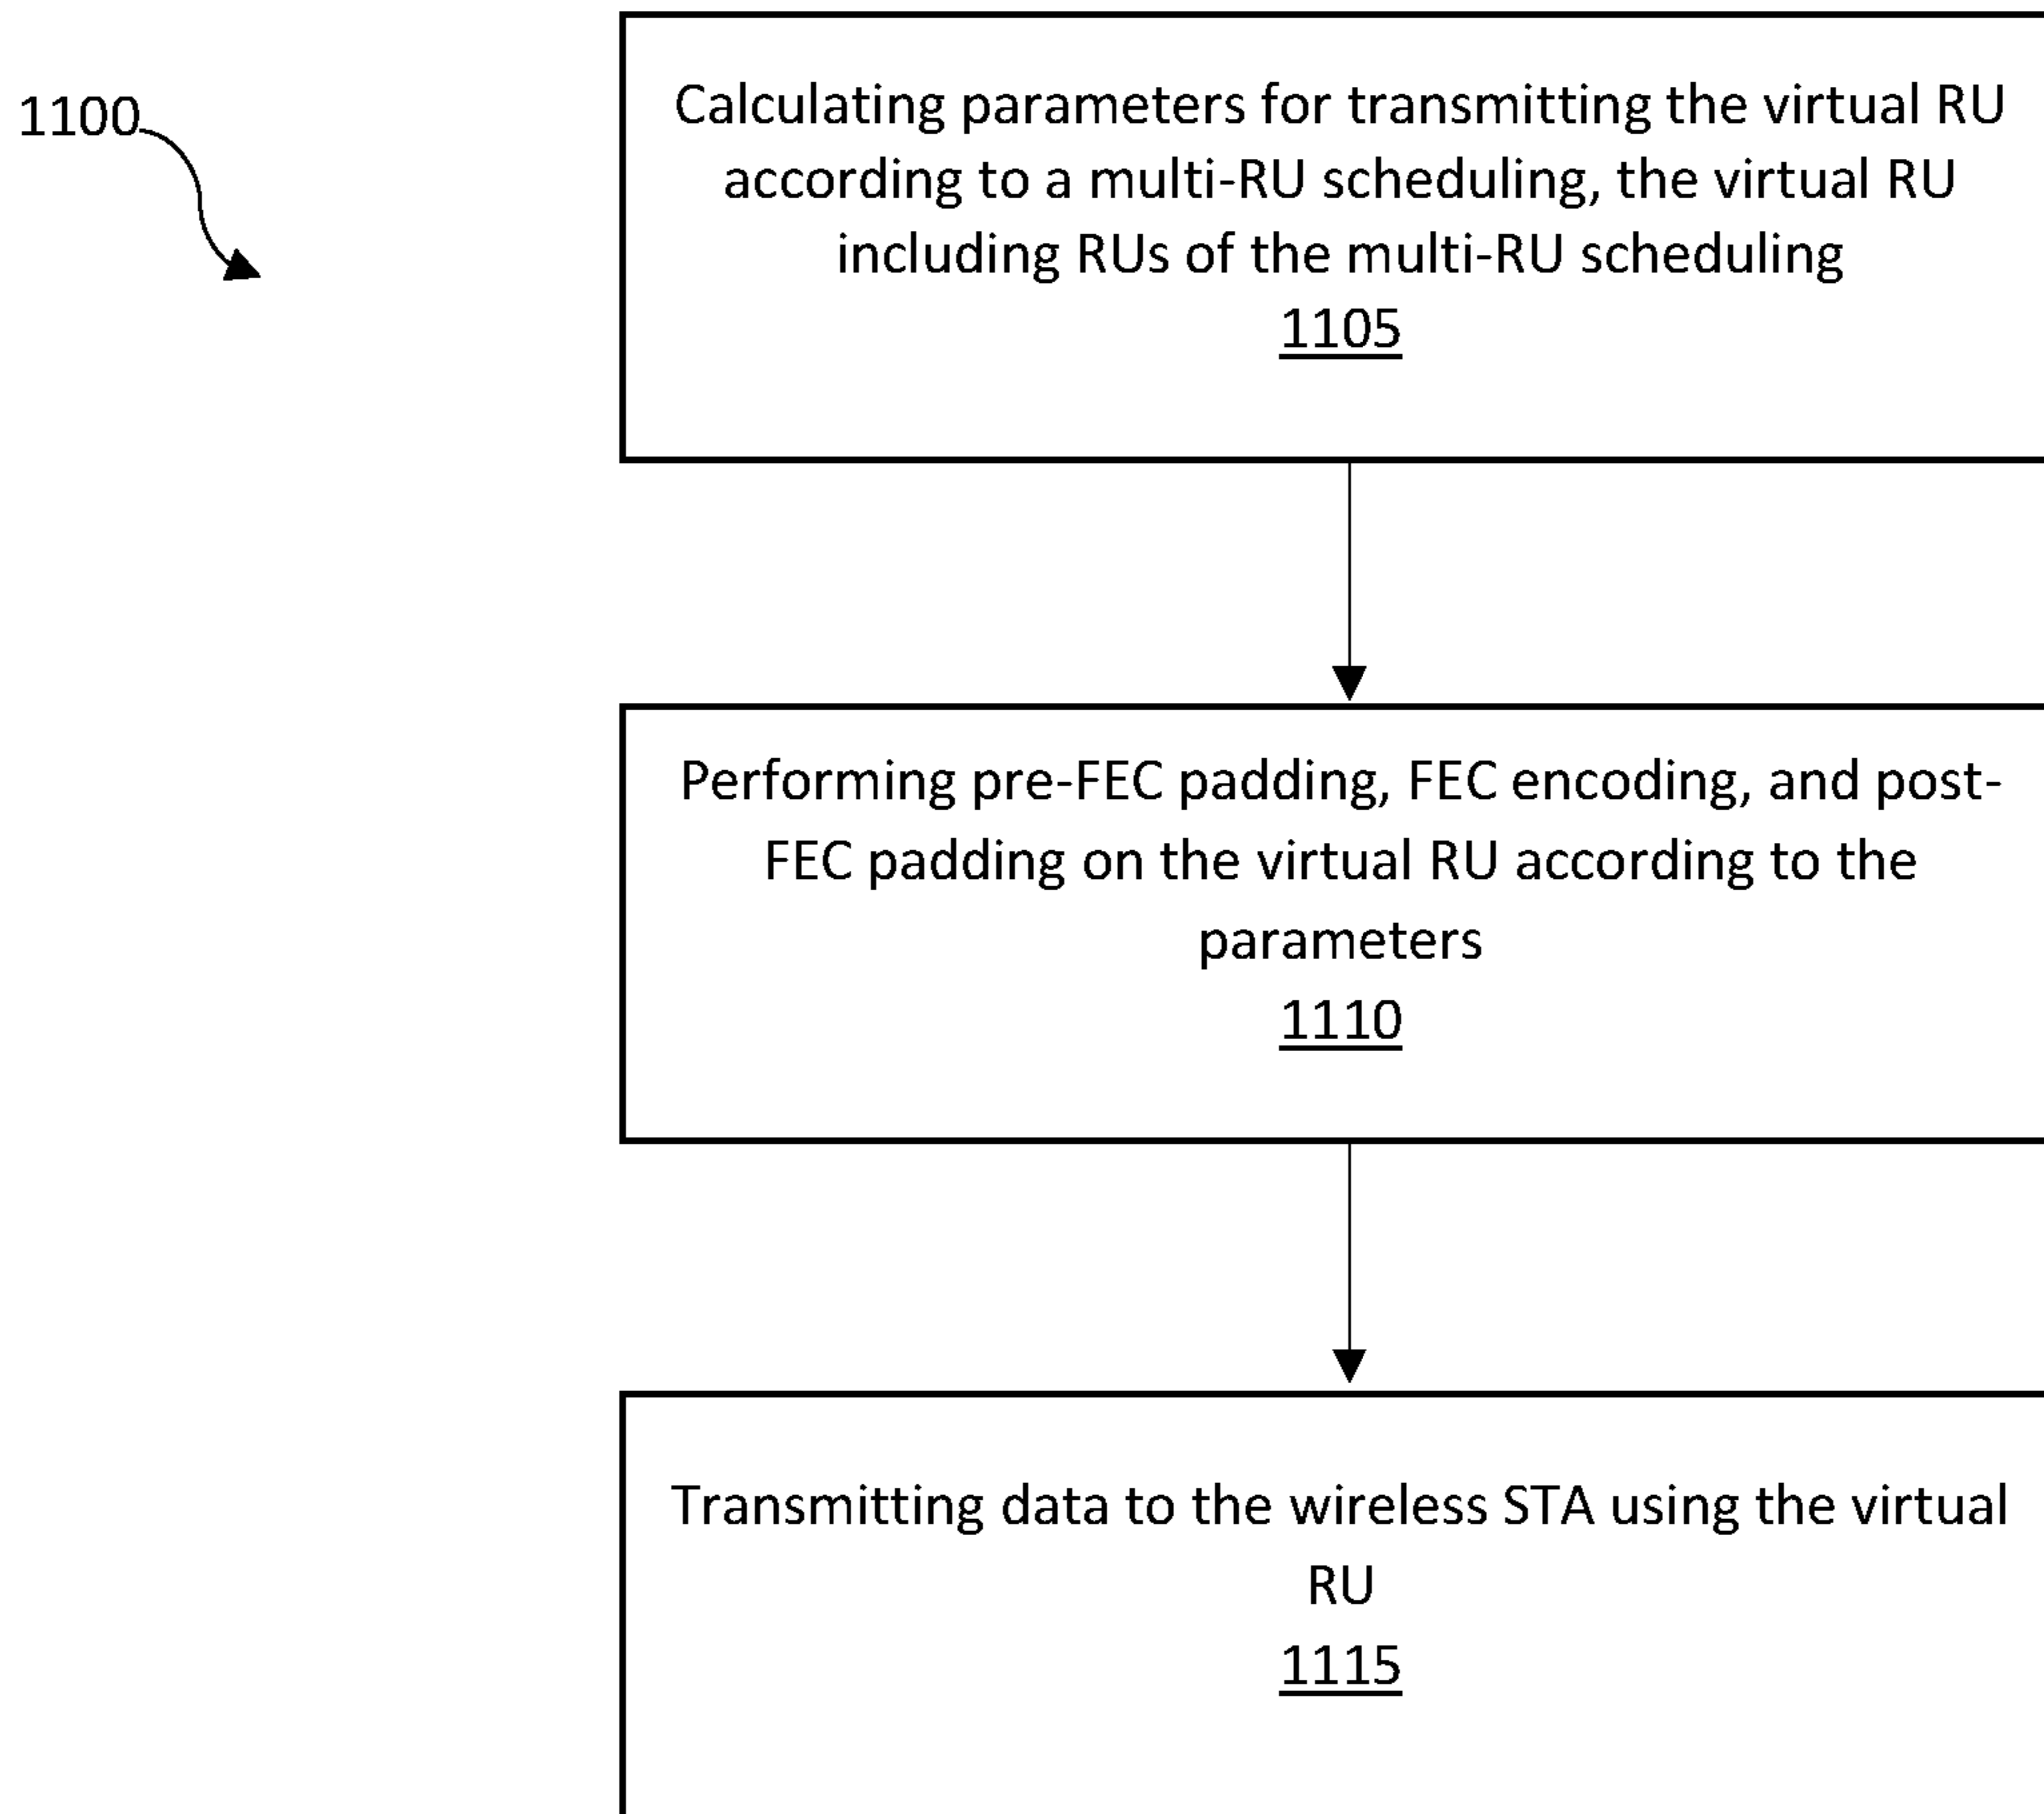 1100
Calculating parameters for transmitting the virtual RU
according to a multi-RU scheduling, the virtual RU
including RUs of the multi-RU scheduling
1105
Performing pre-FEC padding, FEC encoding, and post-
FEC padding on the virtual RU according to the
parameters
1110
Transmitting data to the wireless STA using the virtual
RU
1115